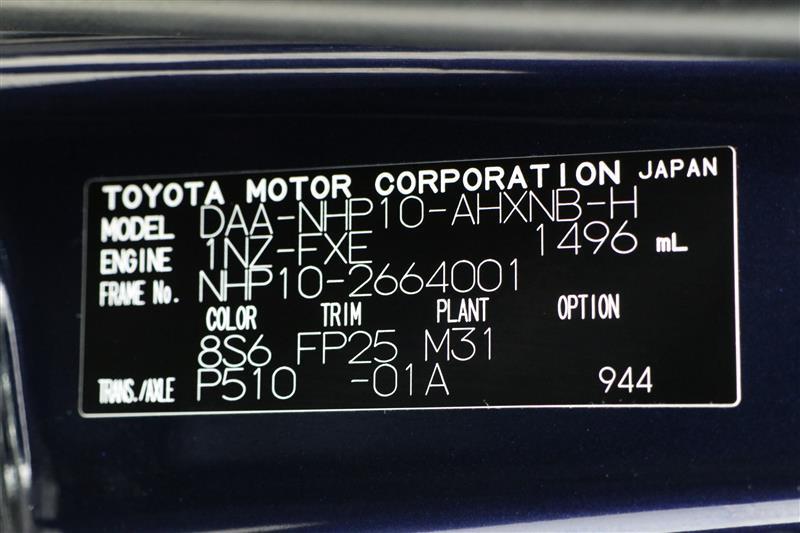 TOYOTA MOTOR CORPORATION JAPAN
MODEL DAA-NHP10-AHXNB-H
ENGINE 1NZ-FXE 1496 mL
FRAME No. NHP10-2664001
COLOR TRIM PLANT OPTION
8S6 FP25 M31
TRANS./AXLE P510 -01A 944